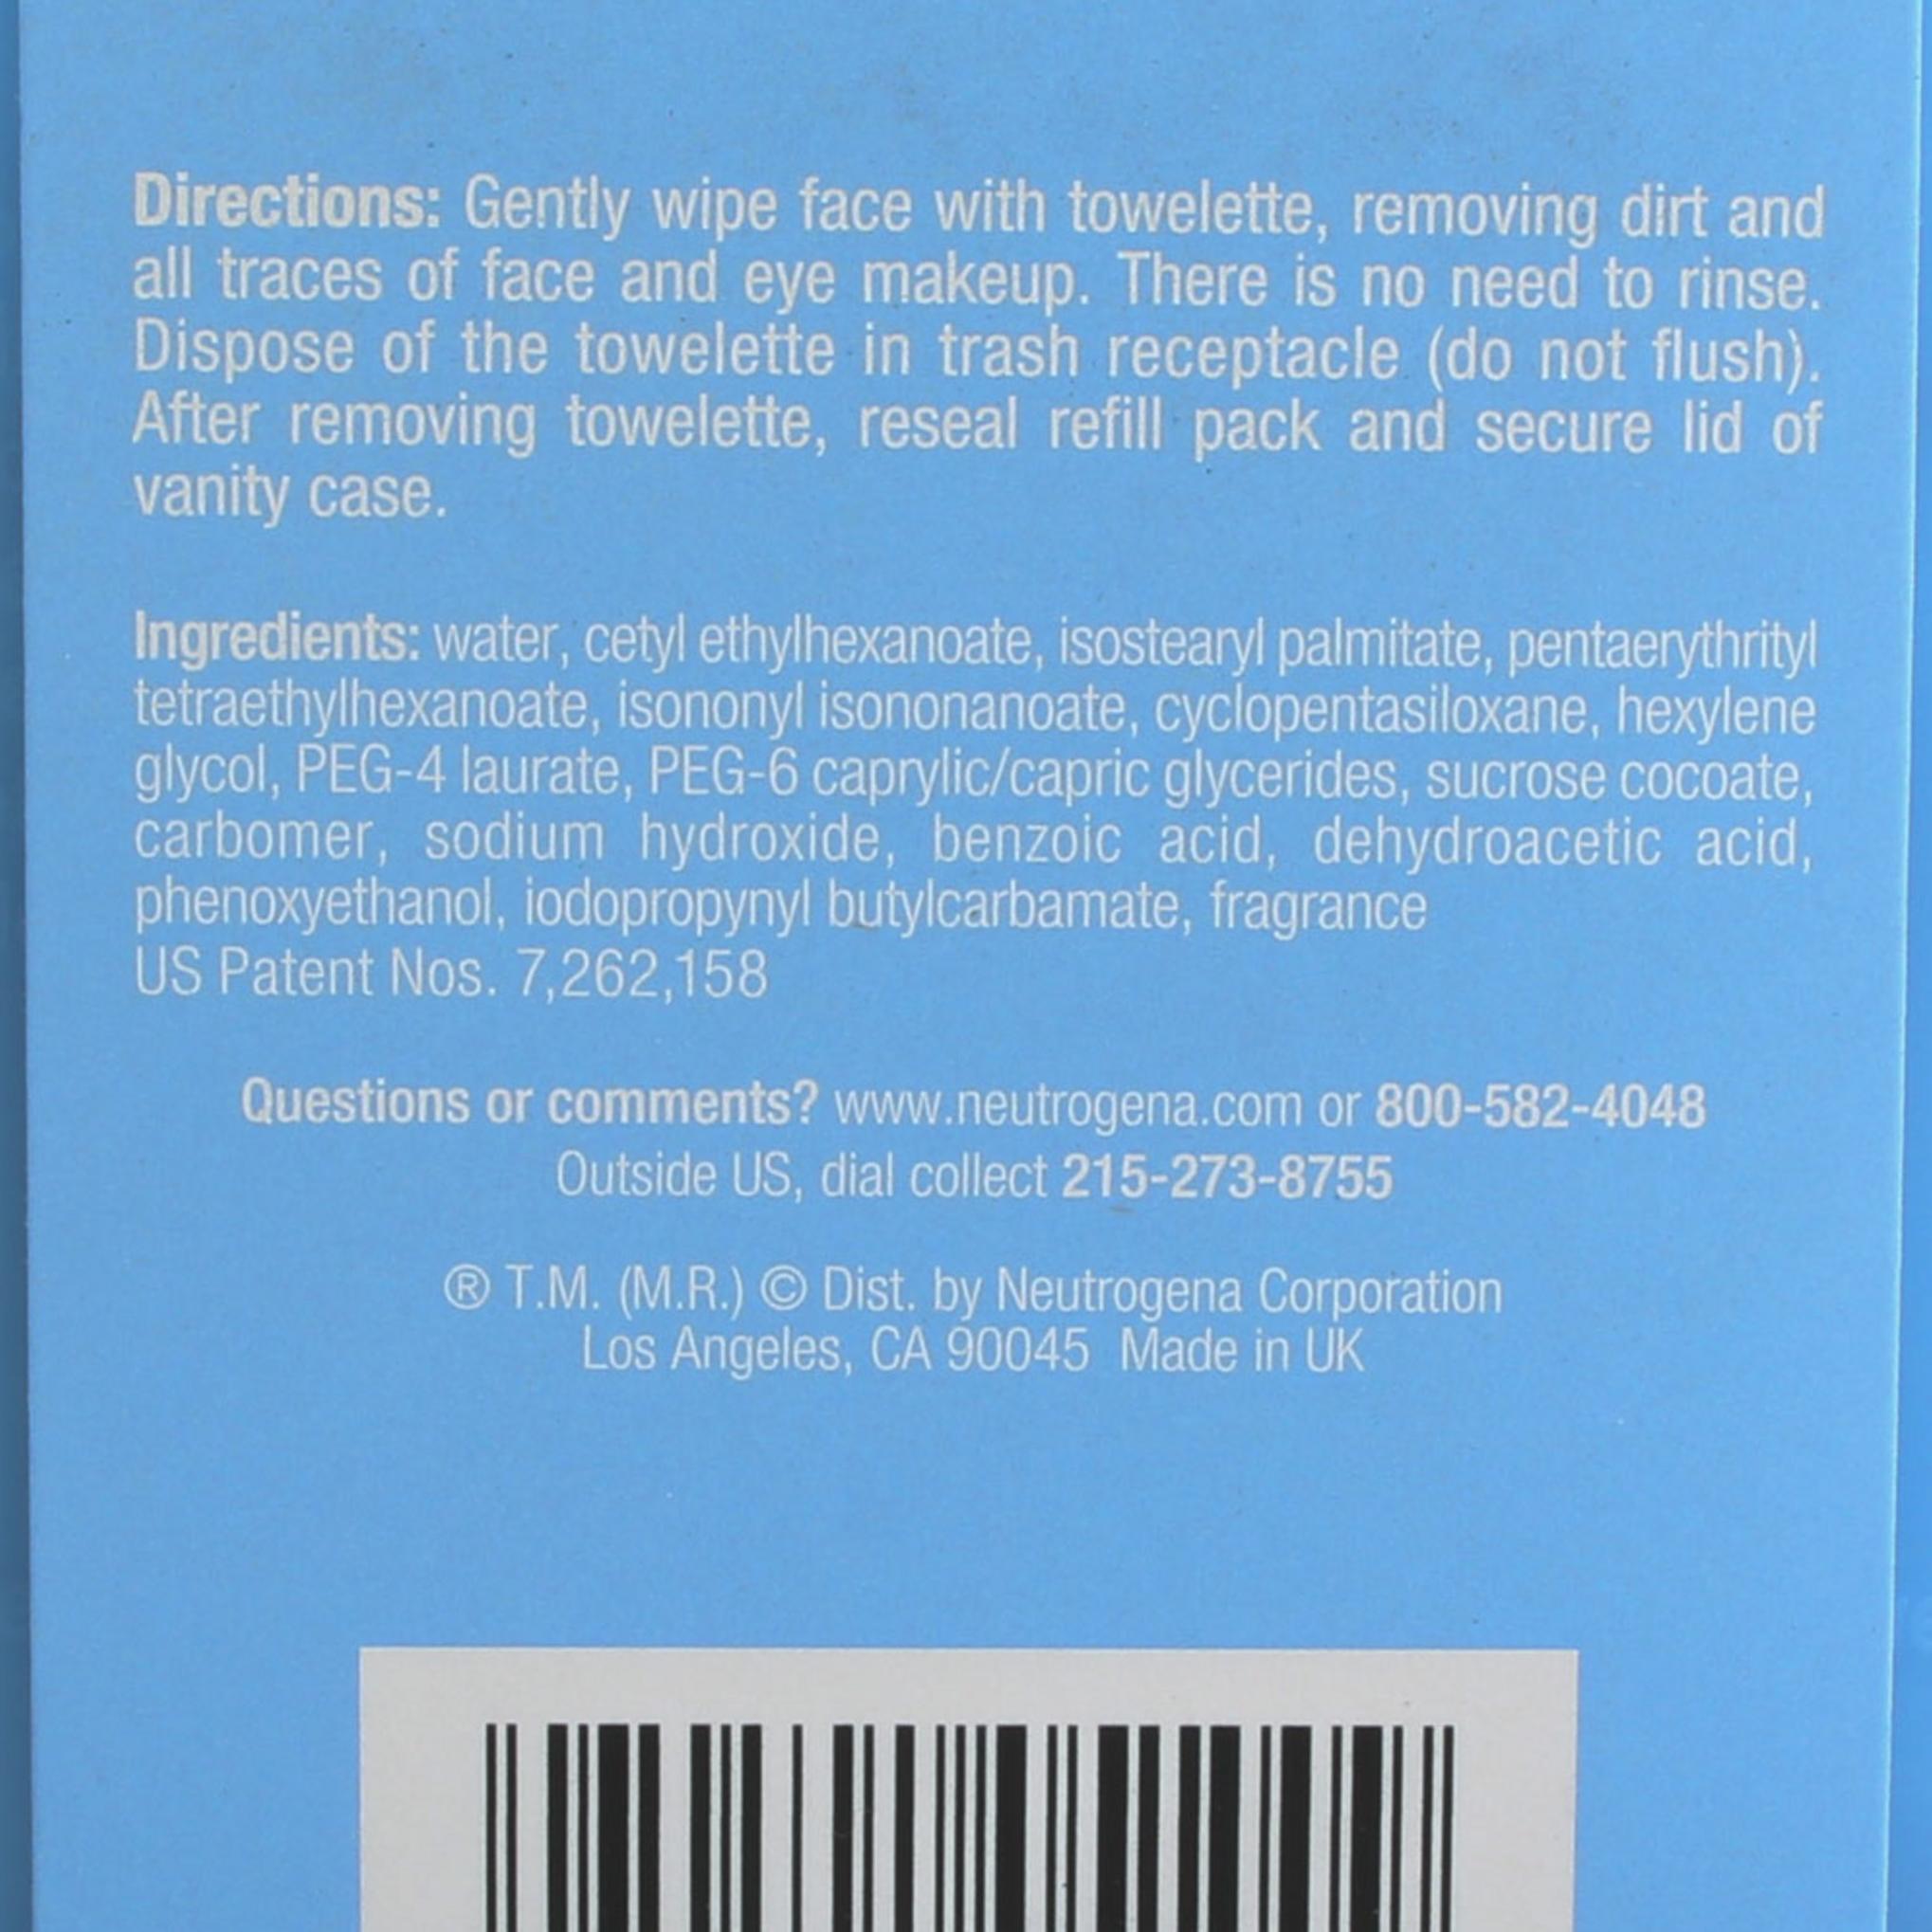 Directions: Gently wipe face with towelette, removing dirt and
all traces of face and eye makeup. There is no need to rinse.
Dispose of the towelette in trash receptacle (do not flush).
After removing towelette, reseal refill pack and secure lid of
vanity case.
Ingredients: water, cetyl ethylhexanoate, isostearyl palmitate, pentaerythrityl
tetraethylhexanoate, isononyl isononanoate, cyclopentasiloxane, hexylene
glycol, PEG-4 laurate, PEG-6 caprylic/capric glycerides, sucrose cocoate,
carbomer, sodium hydroxide, benzoic acid, dehydroacetic acid,
phenoxyethanol, iodopropynyl butylcarbamate, fragrance
US Patent Nos. 7,262,158
Questions or comments? www.neutrogena.com or 800-582-4048
Outside US, dial collect 215-273-8755
® T.M. (M.R.) © Dist. by Neutrogena Corporation
Los Angeles, CA 90045 Made in UK